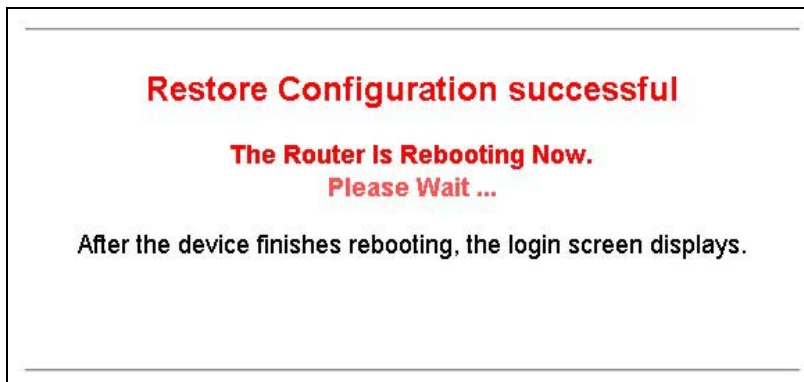 Restore Configuration successful
The Router Is Rebooting Now.
Please Wait ...
After the device finishes rebooting, the login screen displays.